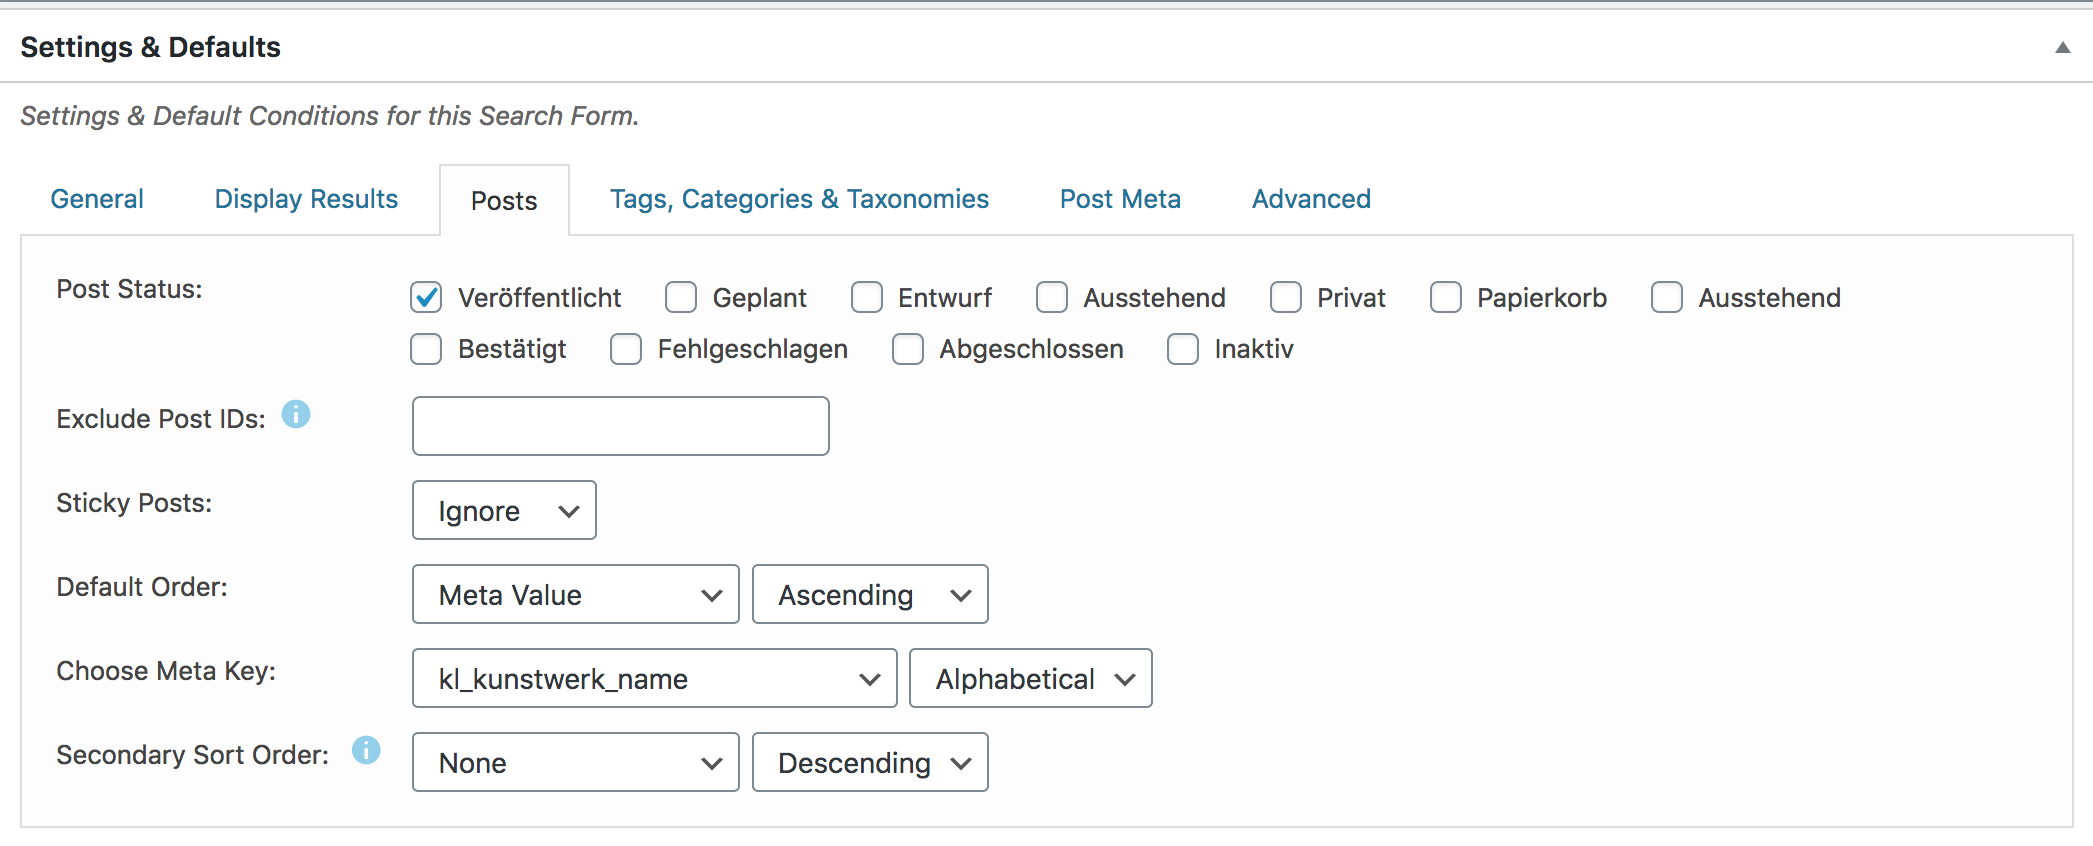 Settings & Defaults
Settings & Default Conditions for this Search Form.
General Display Results Posts Tags, Categories & Taxonomies Post Meta Advanced
Post Status: Veröffentlicht Geplant Entwurf Ausstehend Privat Papierkorb Ausstehend
Bestätigt Fehlgeschlagen Abgeschlossen Inaktiv
Exclude Post IDs:
Sticky Posts: Ignore
Default Order: Meta Value Ascending
Choose Meta Key: kl_kunstwerk_name Alphabetical
Secondary Sort Order: None Descending